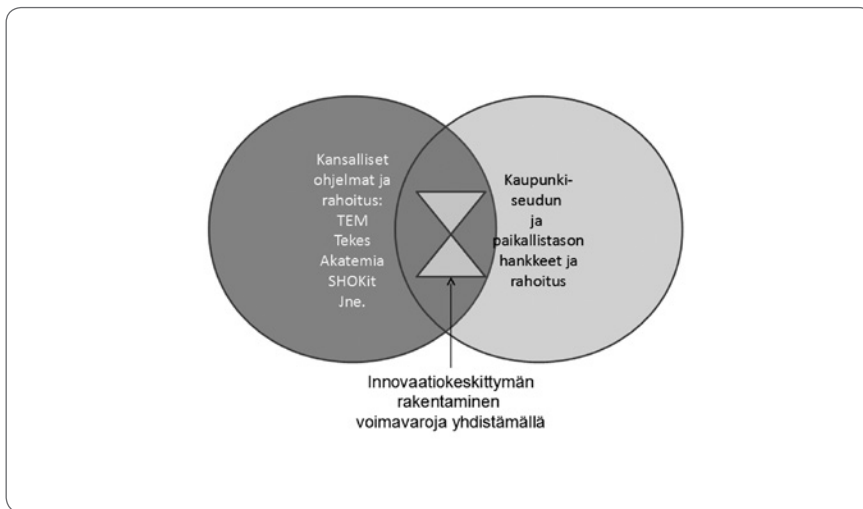 Kansalliset
ohjelmat ja
rahoitus:
TEM
Tekes
Akatemia
SHOKit
Jne.
Kaupunki-
seudun
ja
paikallistason
hankkeet ja
rahoitus
Innovaatiokeskittymän
rakentaminen
voimavaroja yhdistämällä